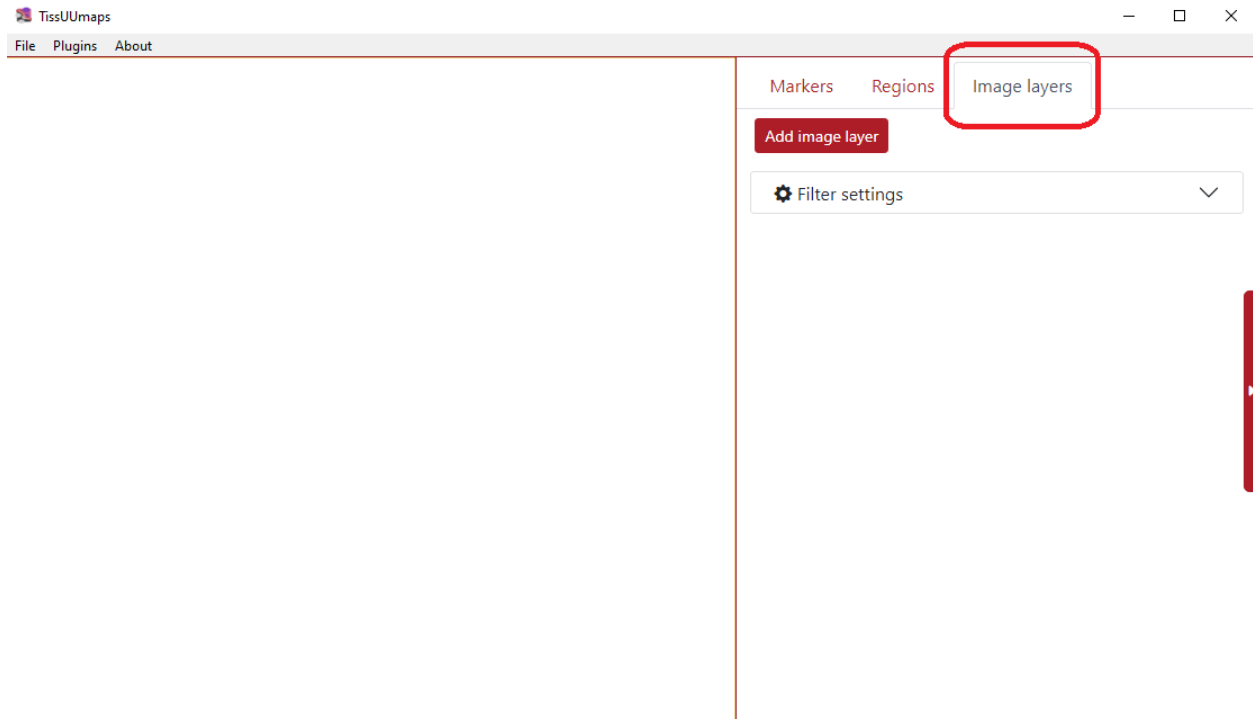 TissUUmaps
File Plugins About
Markers Regions Image layers
Add image layer
Filter settings